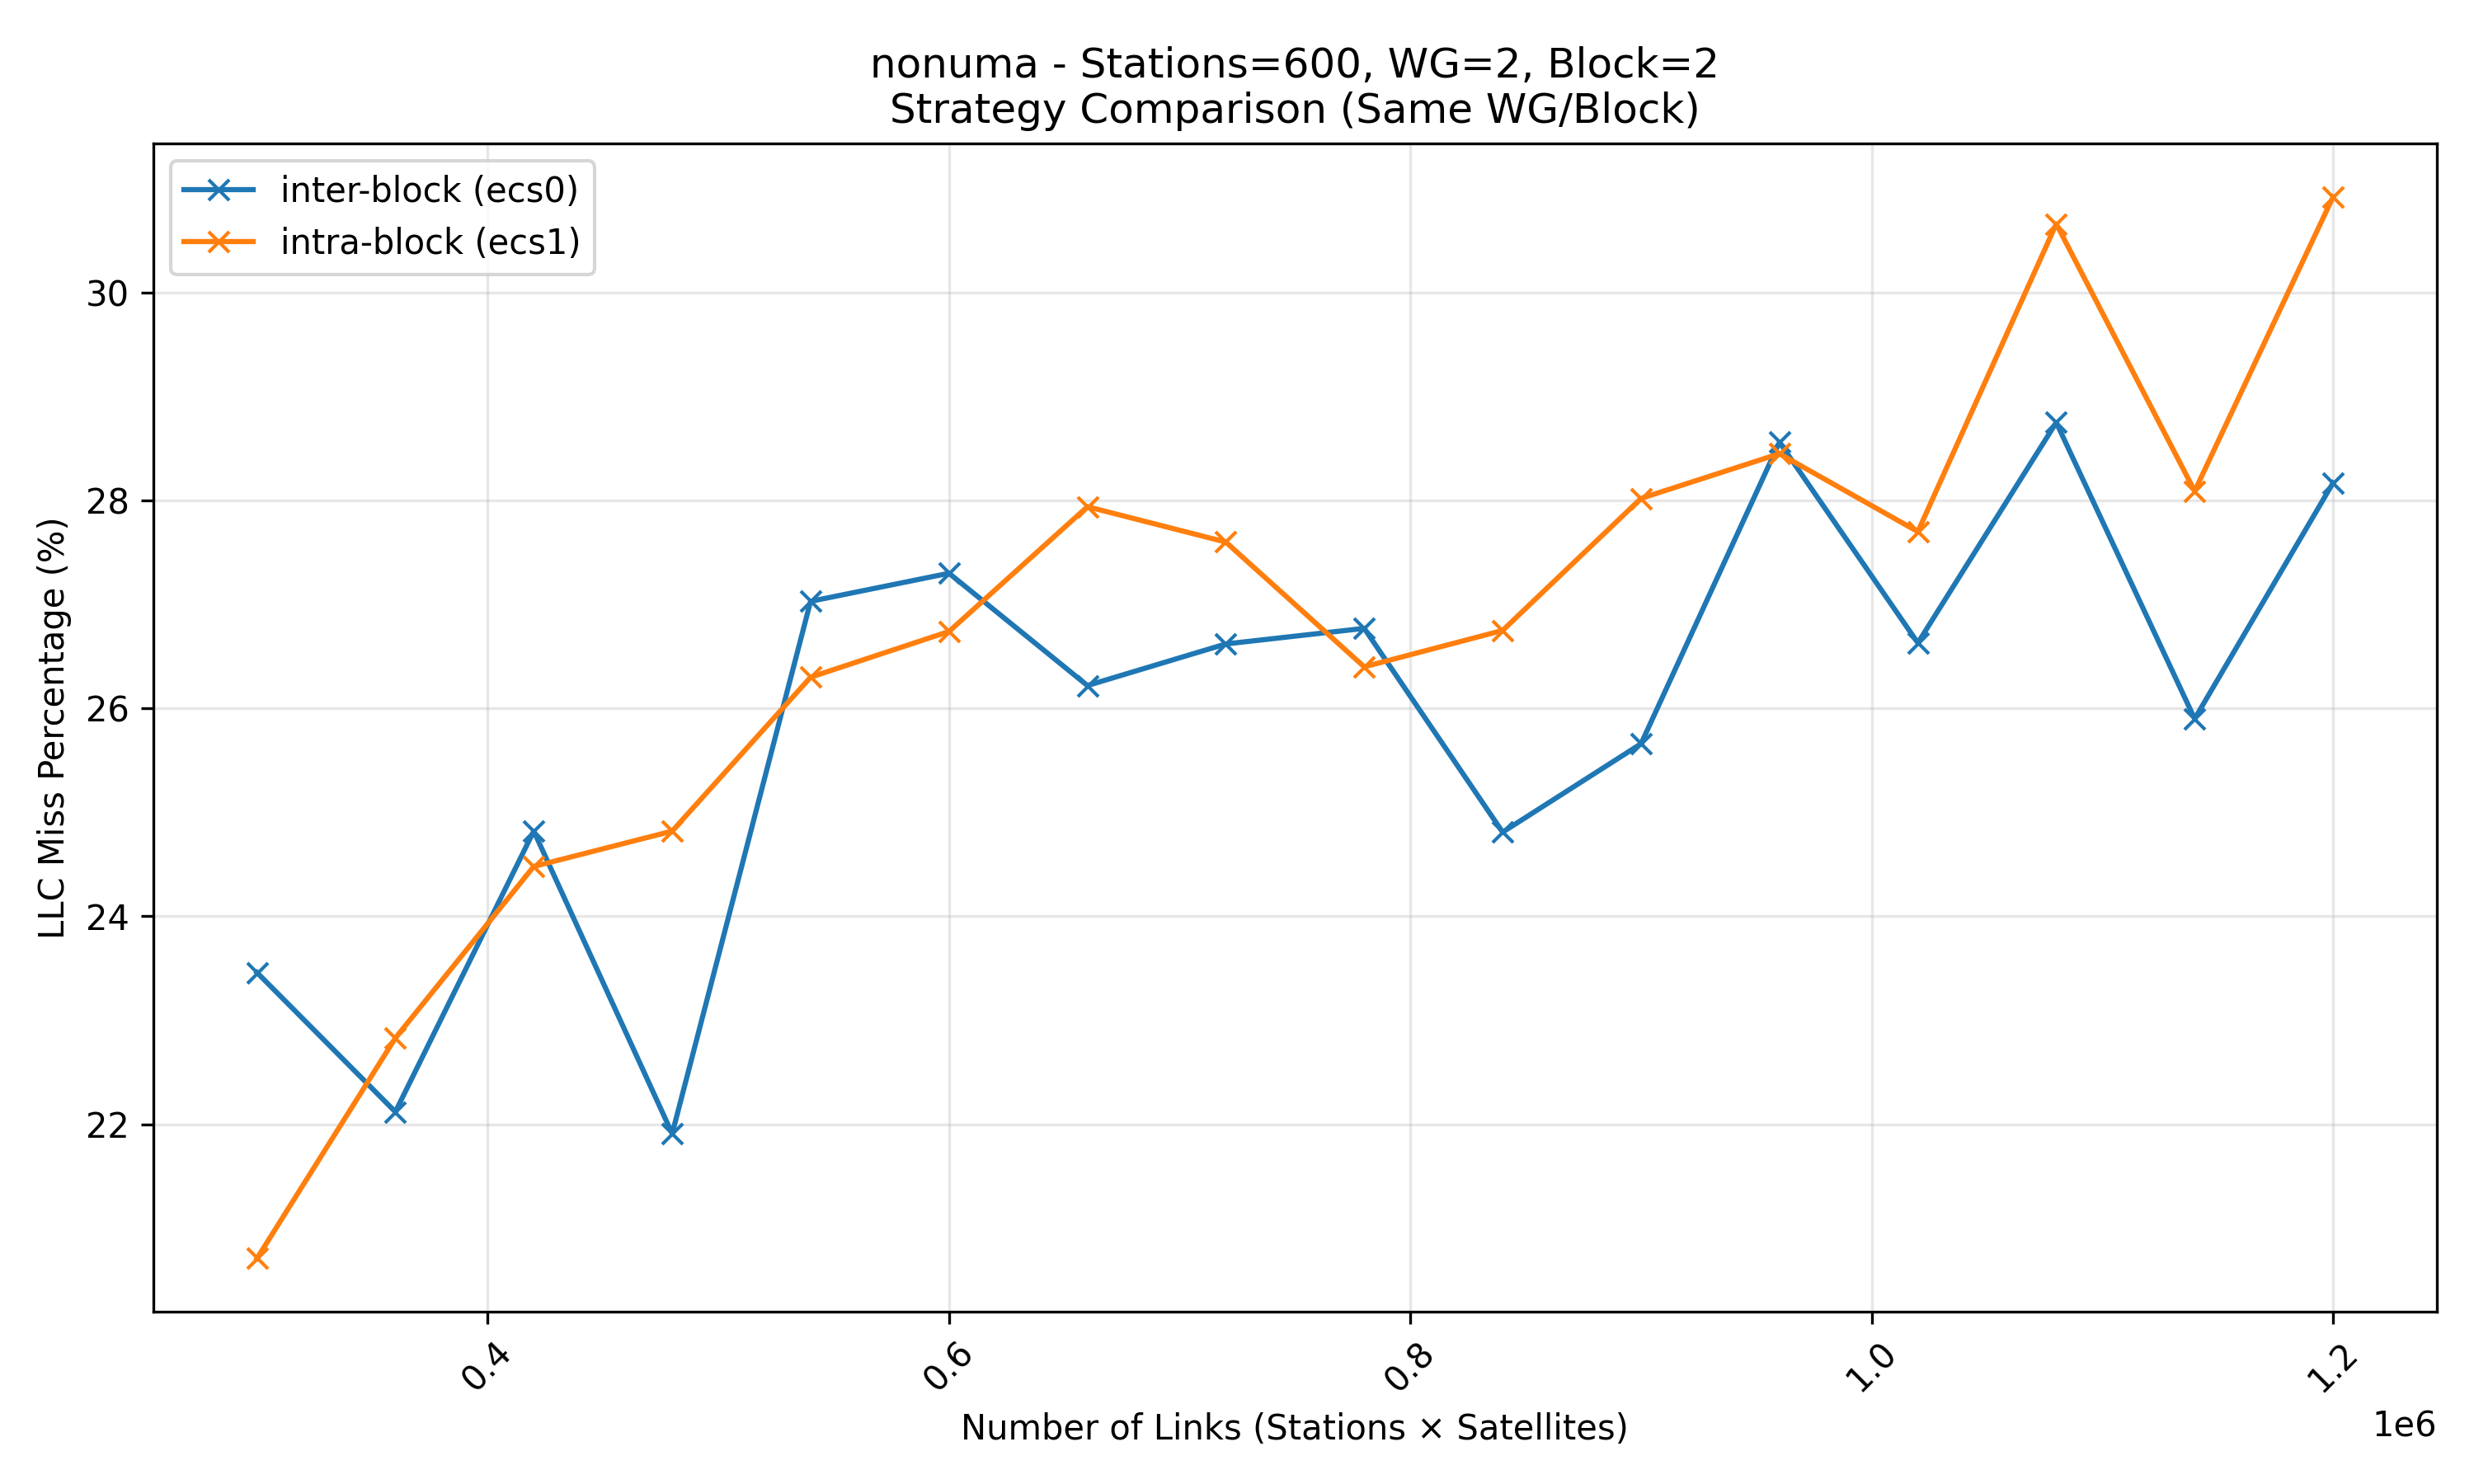 nonuma - Stations=600, WG=2, Block=2
Strategy Comparison (Same WG/Block)
inter-block (ecs0)
intra-block (ecs1)
LLC Miss Percentage (%)
30
28
26
24
22
0.4
0.6
0.8
1.0
1.2
1e6
Number of Links (Stations × Satellites)